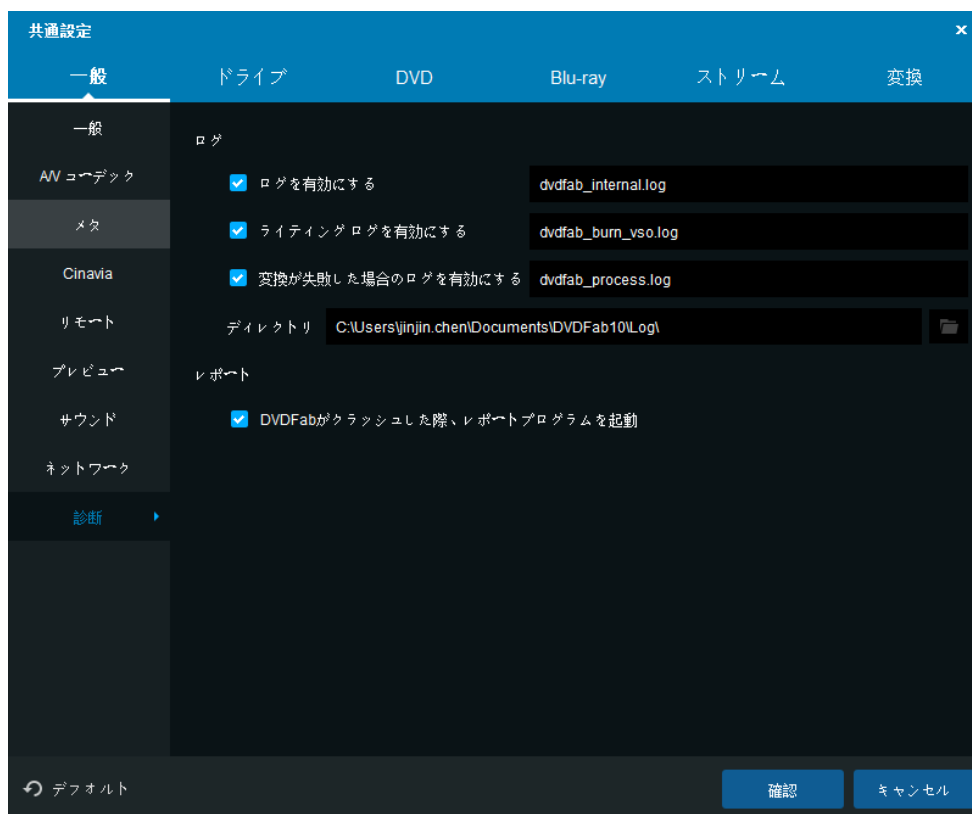 共通設定
×
一般
ドライブ
DVD
Blu-ray
ストリーム
変換
一般
A/V コーデック
メタ
Cinavia
リモート
プレビュー
サウンド
ネットワーク
診断
ログ
ログを有効にする
dvdfab_internal.log
ライティングログを有効にする
dvdfab_burn_vso.log
変換が失敗した場合のログを有効にする
dvdfab_process.log
ディレクトリ
C:\Users\jinjin.chen\Documents\DVDFab10\Log\
レポート
DVDFabがクラッシュした際、レポートプログラムを起動
デフォルト
確認
キャンセル